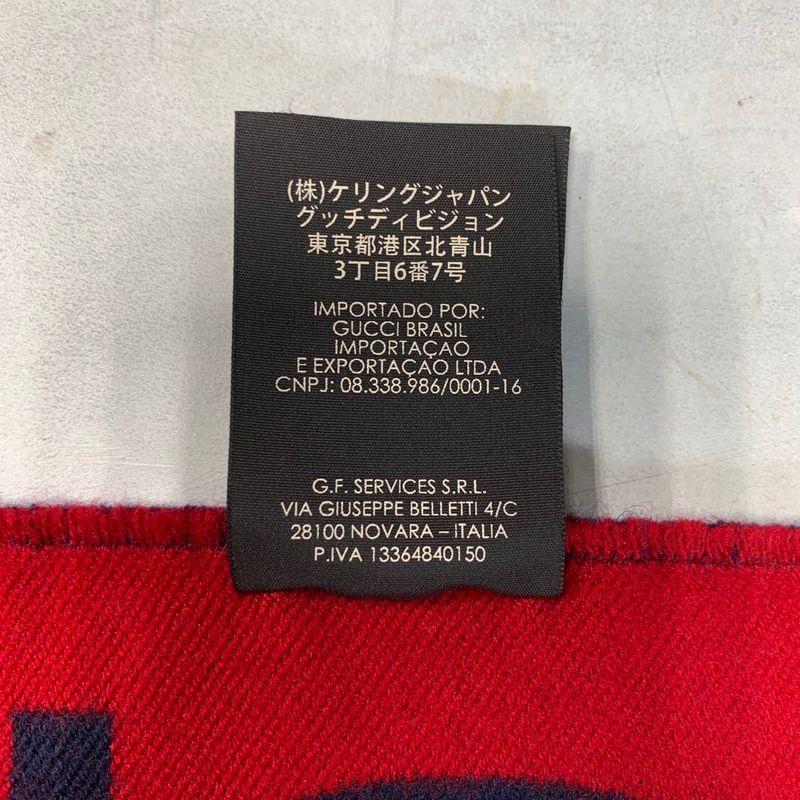 (株)ケリングジャパン
グッチディビジョン
東京都港区北青山
3丁目6番7号
IMPORTADO POR:
GUCCI BRASIL
IMPORTAÇAO
E EXPORTAÇAO LTDA
CNPJ: 08.338.986/0001-16
G.F. SERVICES S.R.L.
VIA GIUSEPPE BELLETTI 4/C
28100 NOVARA – ITALIA
P.IVA 13364840150